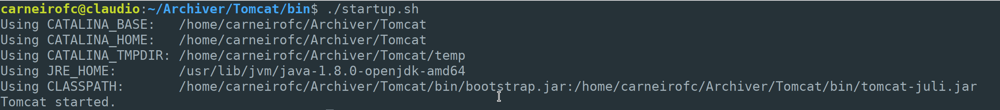 carneirofc@claudio:~/Archiver/Tomcat/bin$ ./startup.sh
Using CATALINA_BASE:   /home/carneirofc/Archiver/Tomcat
Using CATALINA_HOME:   /home/carneirofc/Archiver/Tomcat
Using CATALINA_TMPDIR: /home/carneirofc/Archiver/Tomcat/temp
Using JRE_HOME:        /usr/lib/jvm/java-1.8.0-openjdk-amd64
Using CLASSPATH:       /home/carneirofc/Archiver/Tomcat/bin/bootstrap.jar:/home/carneirofc/Archiver/Tomcat/bin/tomcat-juli.jar
Tomcat started.